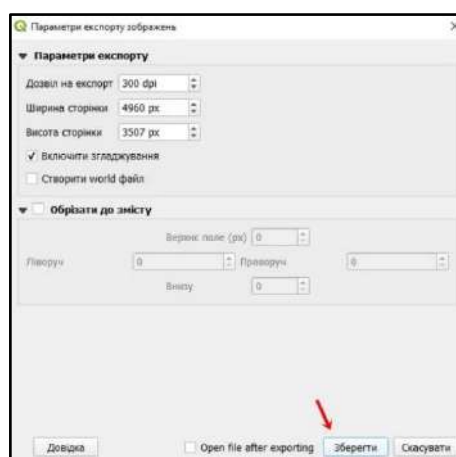 Параметри експорту зображень
Параметри експорту
Дозвіл на експорт 300 dpi
Ширина сторінки 4960 px
Висота сторінки 3507 px
Включити згладжування
Створити world файл
Обрізати до змісту
Верхнє поле (px) 0
Ліворуч 0 Праворуч 0
Внизу 0
Довідка Open file after exporting Зберегти Скасувати